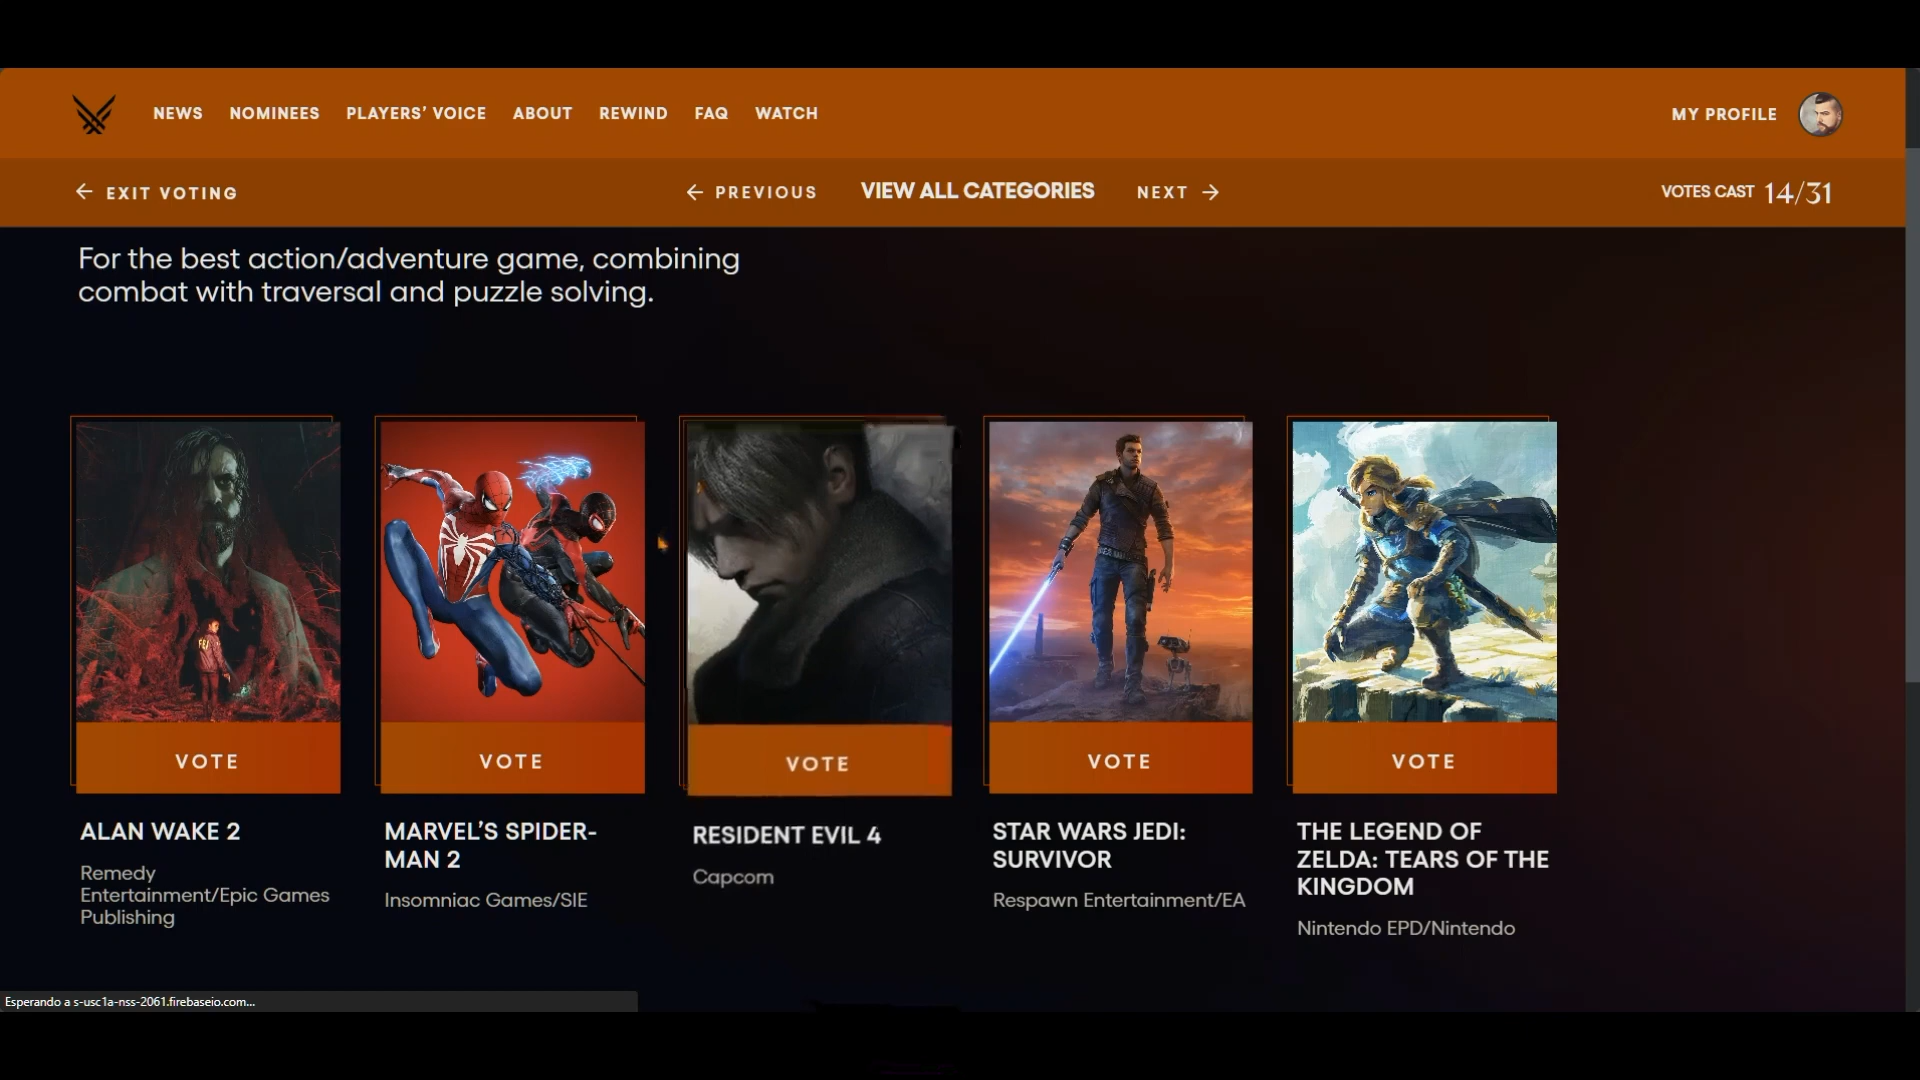 NEWS NOMINEES PLAYERS’ VOICE ABOUT REWIND FAQ WATCH MY PROFILE
EXIT VOTING PREVIOUS VIEW ALL CATEGORIES NEXT VOTES CAST 14/31
For the best action/adventure game, combining
combat with traversal and puzzle solving.
FBI
VOTE VOTE VOTE VOTE VOTE
ALAN WAKE 2
Remedy
Entertainment/Epic Games
Publishing
MARVEL’S SPIDER-
MAN 2
Insomniac Games/SIE
RESIDENT EVIL 4
Capcom
STAR WARS JEDI:
SURVIVOR
Respawn Entertainment/EA
THE LEGEND OF
ZELDA: TEARS OF THE
KINGDOM
Nintendo EPD/Nintendo
Esperando a s-usc1a-nss-2061.firebaseio.com...